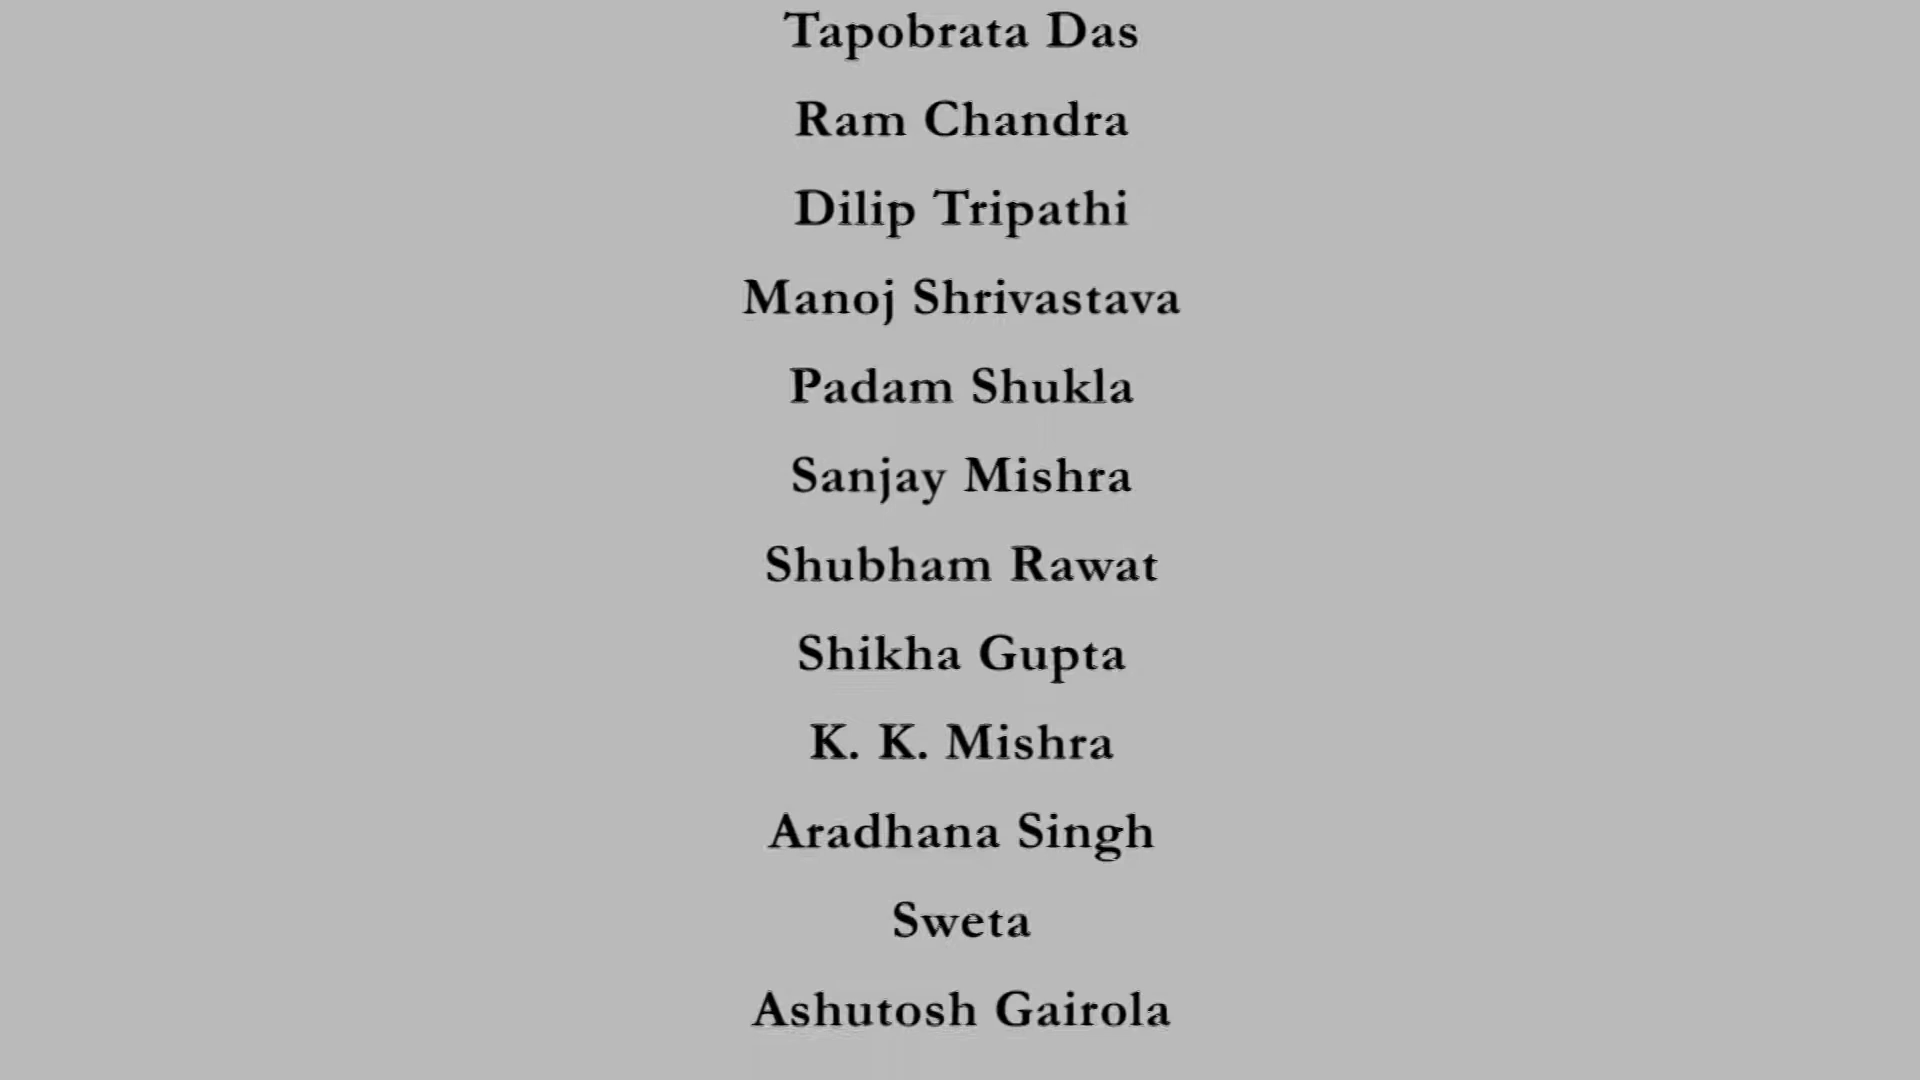 Tapobrata Das
Ram Chandra
Dilip Tripathi
Manoj Shrivastava
Padam Shukla
Sanjay Mishra
Shubham Rawat
Shikha Gupta
K. K. Mishra
Aradhana Singh
Sweta
Ashutosh Gairola